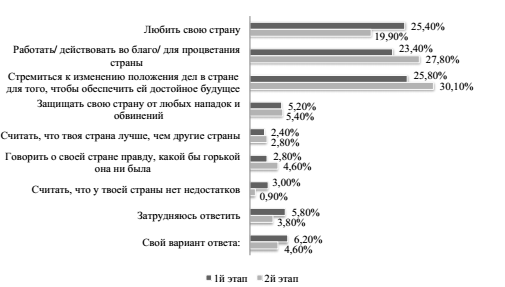 Любить свою страну
25,40%
19,90%
Работать/ действовать во благо/ для процветания
страны
23,40%
27,80%
Стремиться к изменению положения дел в стране
для того, чтобы обеспечить ей достойное будущее
25,80%
30,10%
Защищать свою страну от любых нападок и
обвинений
5,20%
5,40%
Считать, что твоя страна лучше, чем другие страны
2,40%
2,80%
Говорить о своей стране правду, какой бы горькой
она ни была
2,80%
4,60%
Считать, что у твоей страны нет недостатков
3,00%
0,90%
Затрудняюсь ответить
5,80%
3,80%
Свой вариант ответа:
6,20%
4,60%
1й этап 2й этап